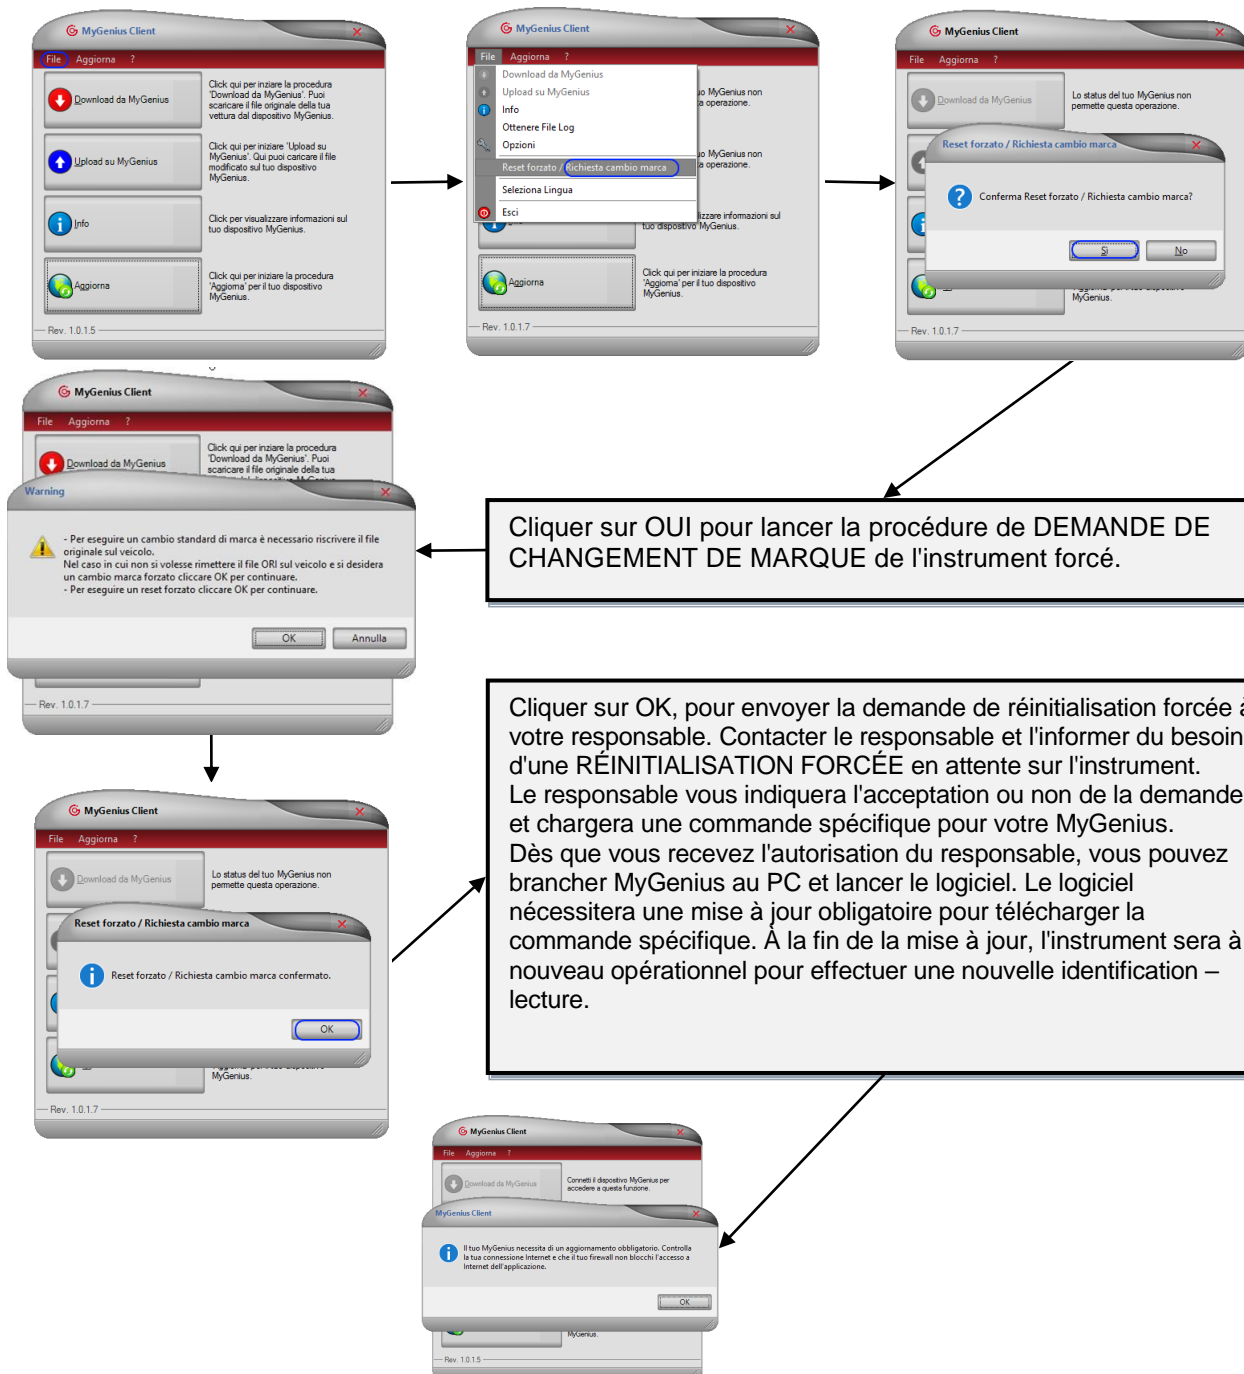 MyGenius Client
File Aggiorna ?
Download da MyGenius
Click qui per inziare la procedura
'Download da MyGenius'. Puoi
scaricare il file originale della tua
vettura dal dispositivo MyGenius.
Upload su MyGenius
Click qui per iniziare 'Upload su
MyGenius'. Qui puoi caricare il file
modificato sul tuo dispositivo
MyGenius.
Info
Click per visualizzare informazioni sul
tuo dispositivo MyGenius.
Aggiorna
Click qui per iniziare la procedura
'Aggiorna' per il tuo dispositivo
MyGenius.
Rev. 1.0.1.5
MyGenius Client
File Aggiorna ?
Download da MyGenius
Upload su MyGenius
Info
Ottenere File Log
Opzioni
Reset forzato / Richiesta cambio marca
Seleziona Lingua
Esci
uo MyGenius non
a operazione.
uo MyGenius non
a operazione.
lizzare informazioni sul
tuo dispositivo MyGenius.
Aggiorna
Click qui per iniziare la procedura
'Aggiorna' per il tuo dispositivo
MyGenius.
Rev. 1.0.1.7
MyGenius Client
File Aggiorna ?
Download da MyGenius
Lo status del tuo MyGenius non
permette questa operazione.
Reset forzato / Richiesta cambio marca
Conferma Reset forzato / Richiesta cambio marca?
Sì No
MyGenius.
Rev. 1.0.1.7
MyGenius Client
File Aggiorna ?
Download da MyGenius
Click qui per inziare la procedura
'Download da MyGenius'. Puoi
scaricare il file originale della tua
Warning
- Per eseguire un cambio standard di marca è necessario riscrivere il file
originale sul veicolo.
Nel caso in cui non si volesse rimettere il file ORI sul veicolo e si desidera
un cambio marca forzato cliccare OK per continuare.
- Per eseguire un reset forzato cliccare OK per continuare.
OK Annulla
Rev. 1.0.1.7
Cliquer sur OUI pour lancer la procédure de DEMANDE DE
CHANGEMENT DE MARQUE de l'instrument forcé.
Cliquer sur OK, pour envoyer la demande de réinitialisation forcée à
votre responsable. Contacter le responsable et l'informer du besoin
d'une RÉINITIALISATION FORCÉE en attente sur l'instrument.
Le responsable vous indiquera l'acceptation ou non de la demande
et chargera une commande spécifique pour votre MyGenius.
Dès que vous recevez l'autorisation du responsable, vous pouvez
brancher MyGenius au PC et lancer le logiciel. Le logiciel
nécessitera une mise à jour obligatoire pour télécharger la
commande spécifique. À la fin de la mise à jour, l'instrument sera à
nouveau opérationnel pour effectuer une nouvelle identification –
lecture.
MyGenius Client
File Aggiorna ?
Download da MyGenius
Lo status del tuo MyGenius non
permette questa operazione.
Reset forzato / Richiesta cambio marca
Reset forzato / Richiesta cambio marca confermato.
OK
MyGenius.
Rev. 1.0.1.7
MyGenius Client
File Aggiorna ?
Download da MyGenius
Connetti il dispositivo MyGenius per
accedere a questa funzione.
MyGenius Client
Il tuo MyGenius necessita di un aggiornamento obbligatorio. Controlla
la tua connessione Internet e che il tuo firewall non blocchi l'accesso a
Internet dell'applicazione.
OK
MyGenius.
Rev. 1.0.1.5